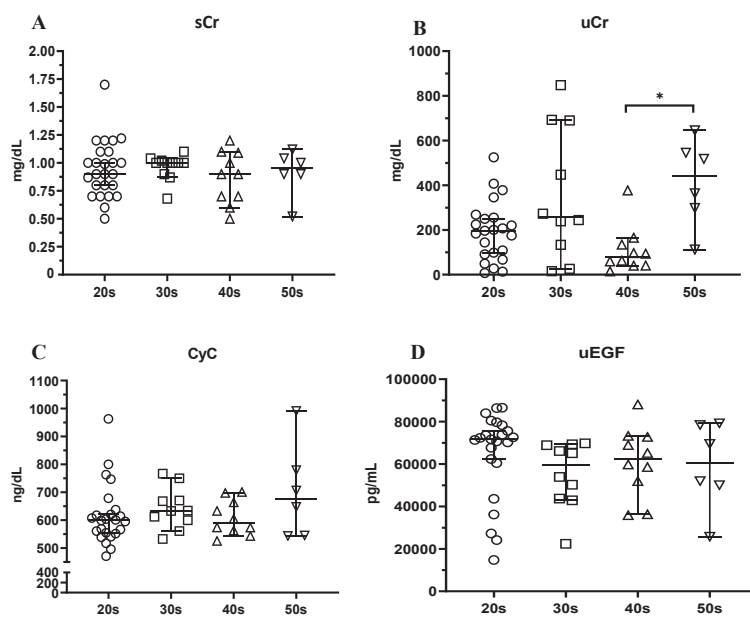 A
sCr
mg/dL
2.00
1.75
1.50
1.25
1.00
0.75
0.50
0.25
0
20s 30s 40s 50s
B
uCr
mg/dL
1000
800
600
400
200
0
*
20s 30s 40s 50s
C
CyC
ng/dL
1100
1000
900
800
700
600
500
400
200
0
20s 30s 40s 50s
D
uEGF
pg/mL
100000
80000
60000
40000
20000
0
20s 30s 40s 50s